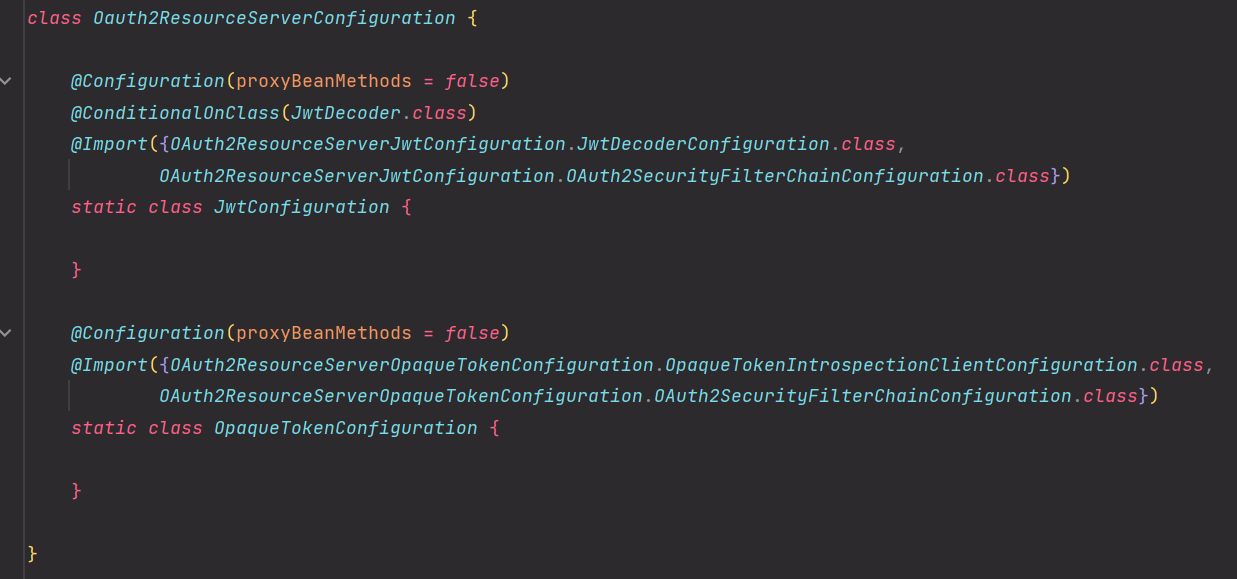 class Oauth2ResourceServerConfiguration {
@Configuration(proxyBeanMethods = false)
@ConditionalOnClass(JwtDecoder.class)
@Import({OAuth2ResourceServerJwtConfiguration.JwtDecoderConfiguration.class,
OAuth2ResourceServerJwtConfiguration.OAuth2SecurityFilterChainConfiguration.class})
static class JwtConfiguration {
}
@Configuration(proxyBeanMethods = false)
@Import({OAuth2ResourceServerOpaqueTokenConfiguration.OpaqueTokenIntrospectionClientConfiguration.class,
OAuth2ResourceServerOpaqueTokenConfiguration.OAuth2SecurityFilterChainConfiguration.class})
static class OpaqueTokenConfiguration {
}
}